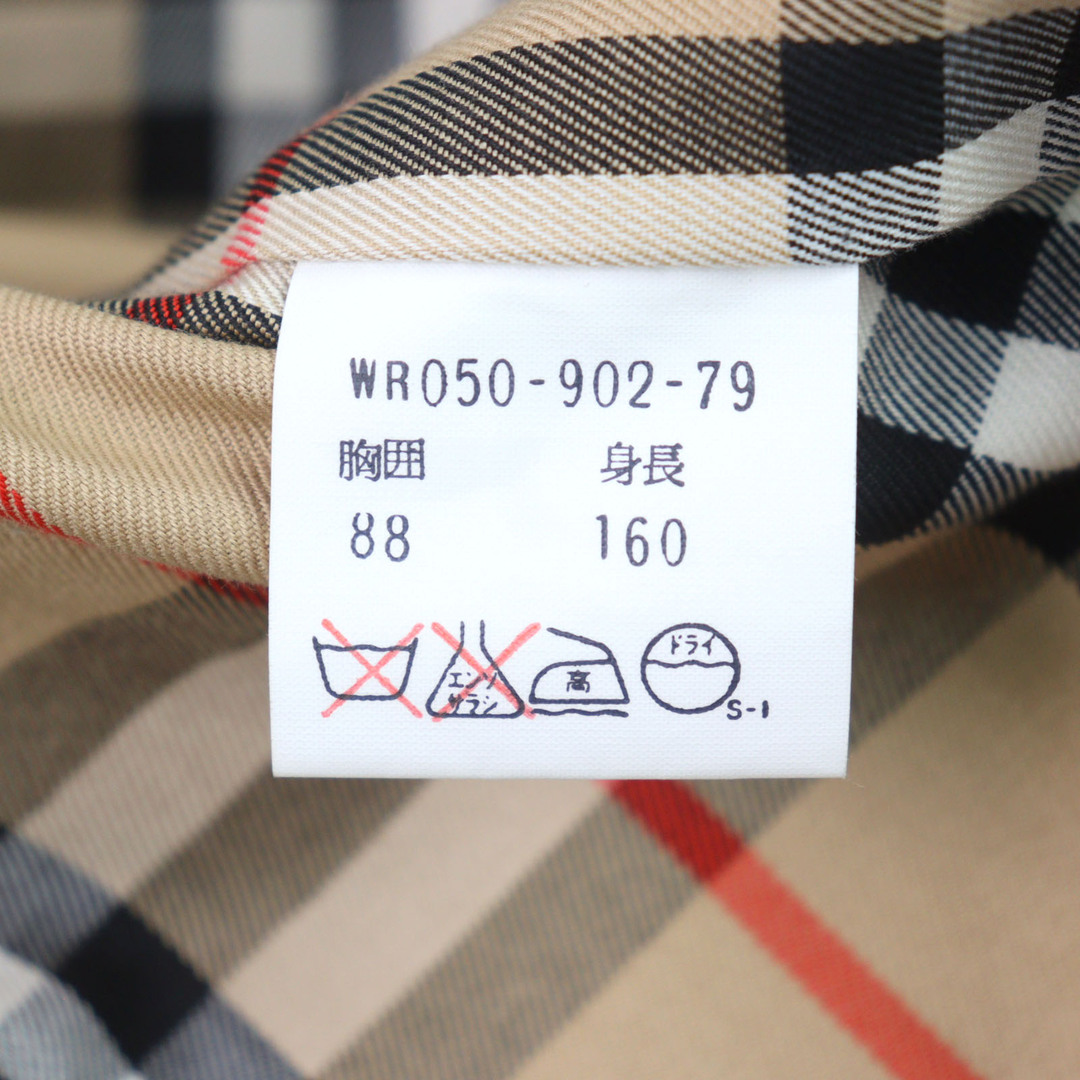 WR050-902-79
胸囲 身長
88 160
エンソ
サラシ
高
ドライ
S-1